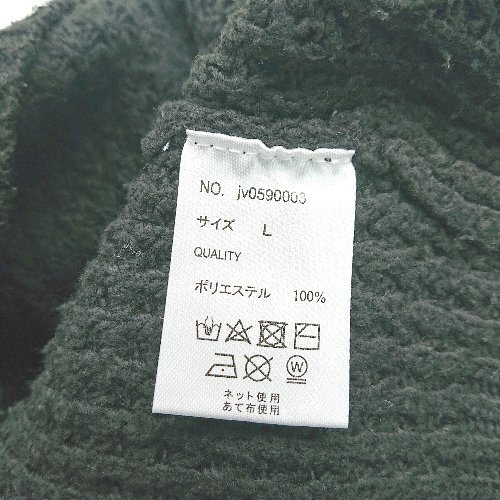 NO. jv0590003
サイズ L
QUALITY
ポリエステル 100%
W
ネット使用
あて布使用